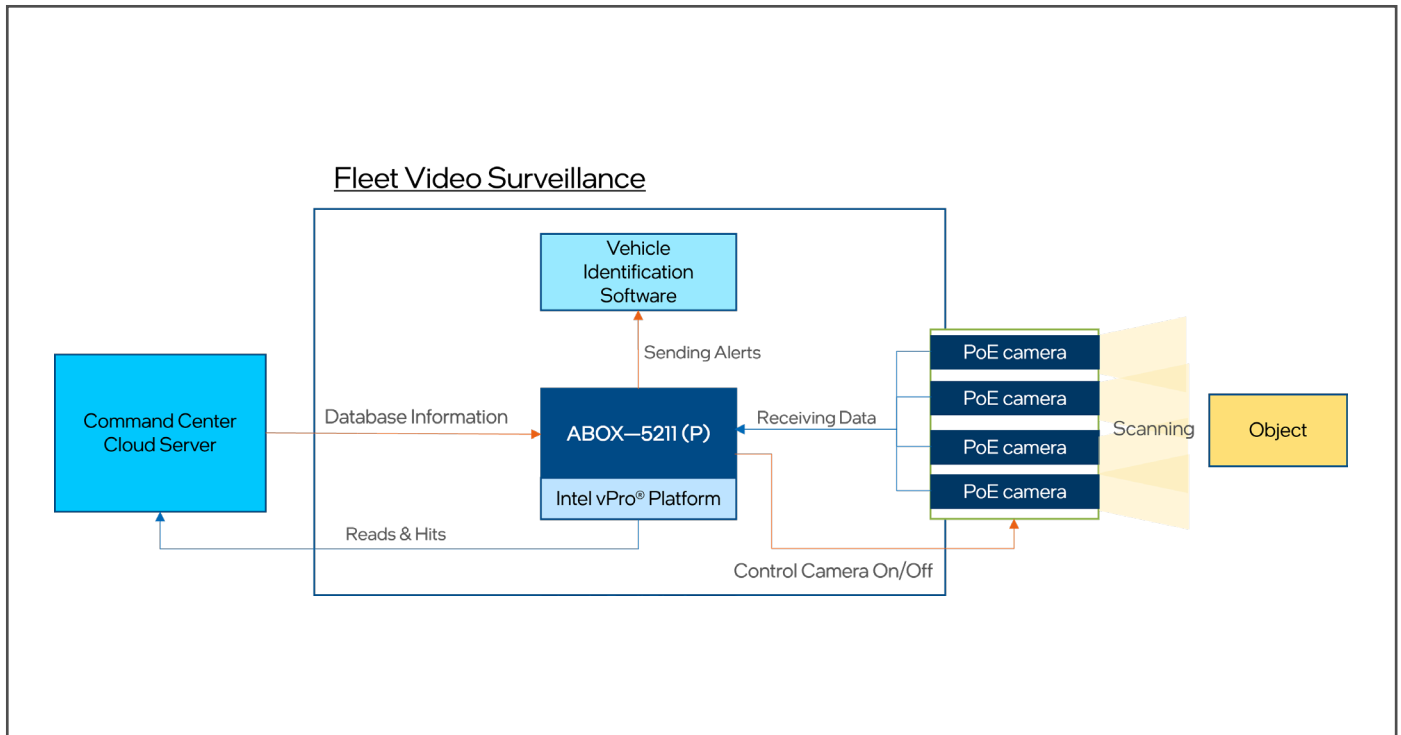 Fleet Video Surveillance
Vehicle
Identification
Software
Sending Alerts
Command Center
Cloud Server
Database Information
ABOX—5211 (P)
Intel vPro® Platform
Reads & Hits
Receiving Data
Control Camera On/Off
PoE camera
PoE camera
PoE camera
PoE camera
Scanning
Object